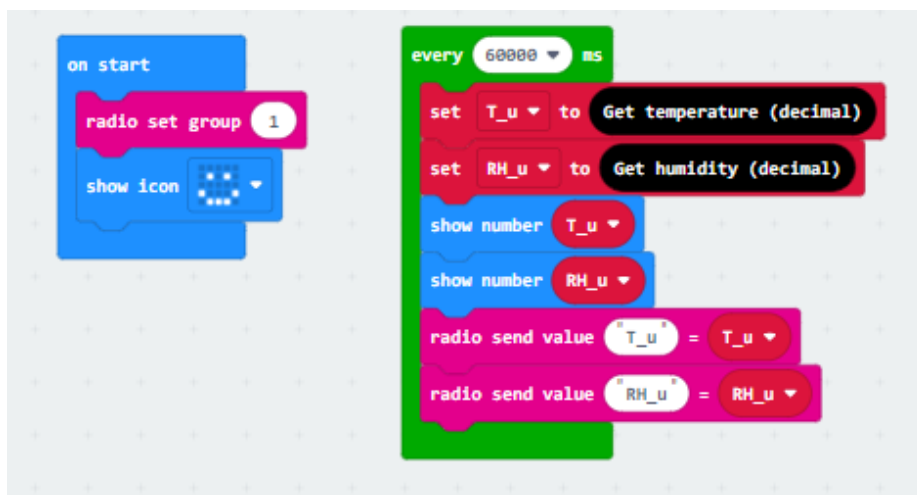 on start
radio set group 1
show icon
every 60000 ms
set T_u to Get temperature (decimal)
set RH_u to Get humidity (decimal)
show number T_u
show number RH_u
radio send value "T_u" = T_u
radio send value "RH_u" = RH_u